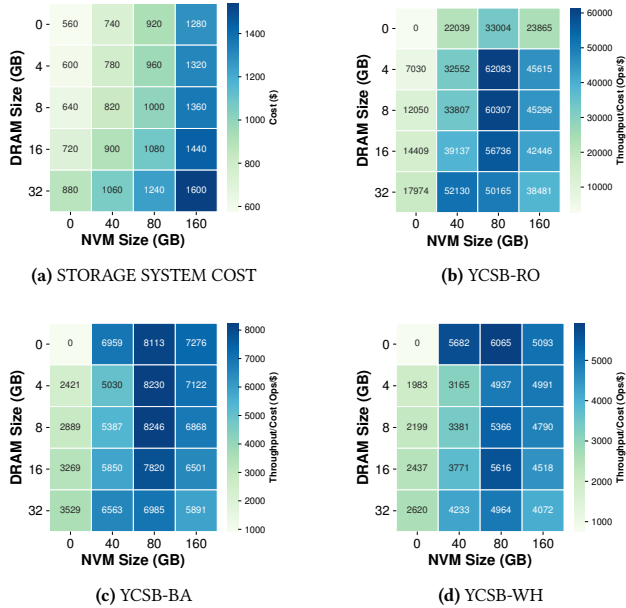 0 560 740 920 1280
4 600 780 960 1320
8 640 820 1000 1360
16 720 900 1080 1440
32 880 1060 1240 1600
0 40 80 160
NVM Size (GB)
DRAM Size (GB)
1400
1200
1000
800
600
Cost ($)
(a) STORAGE SYSTEM COST
0 0 22039 33004 23865
4 7030 32552 62083 45615
8 12050 33807 60307 45296
16 14409 39137 56736 42446
32 17974 52130 50165 38481
0 40 80 160
NVM Size (GB)
DRAM Size (GB)
60000
50000
40000
30000
20000
10000
Throughput/Cost (Ops/$)
(b) YCSB-RO
0 0 6959 8113 7276
4 2421 5030 8230 7122
8 2889 5387 8246 6868
16 3269 5850 7820 6501
32 3529 6563 6985 5891
0 40 80 160
NVM Size (GB)
DRAM Size (GB)
8000
7000
6000
5000
4000
3000
2000
1000
Throughput/Cost (Ops/$)
(c) YCSB-BA
0 0 5682 6065 5093
4 1983 3165 4937 4991
8 2199 3381 5366 4790
16 2437 3771 5616 4518
32 2620 4233 4964 4072
0 40 80 160
NVM Size (GB)
DRAM Size (GB)
5000
4000
3000
2000
1000
Throughput/Cost (Ops/$)
(d) YCSB-WH